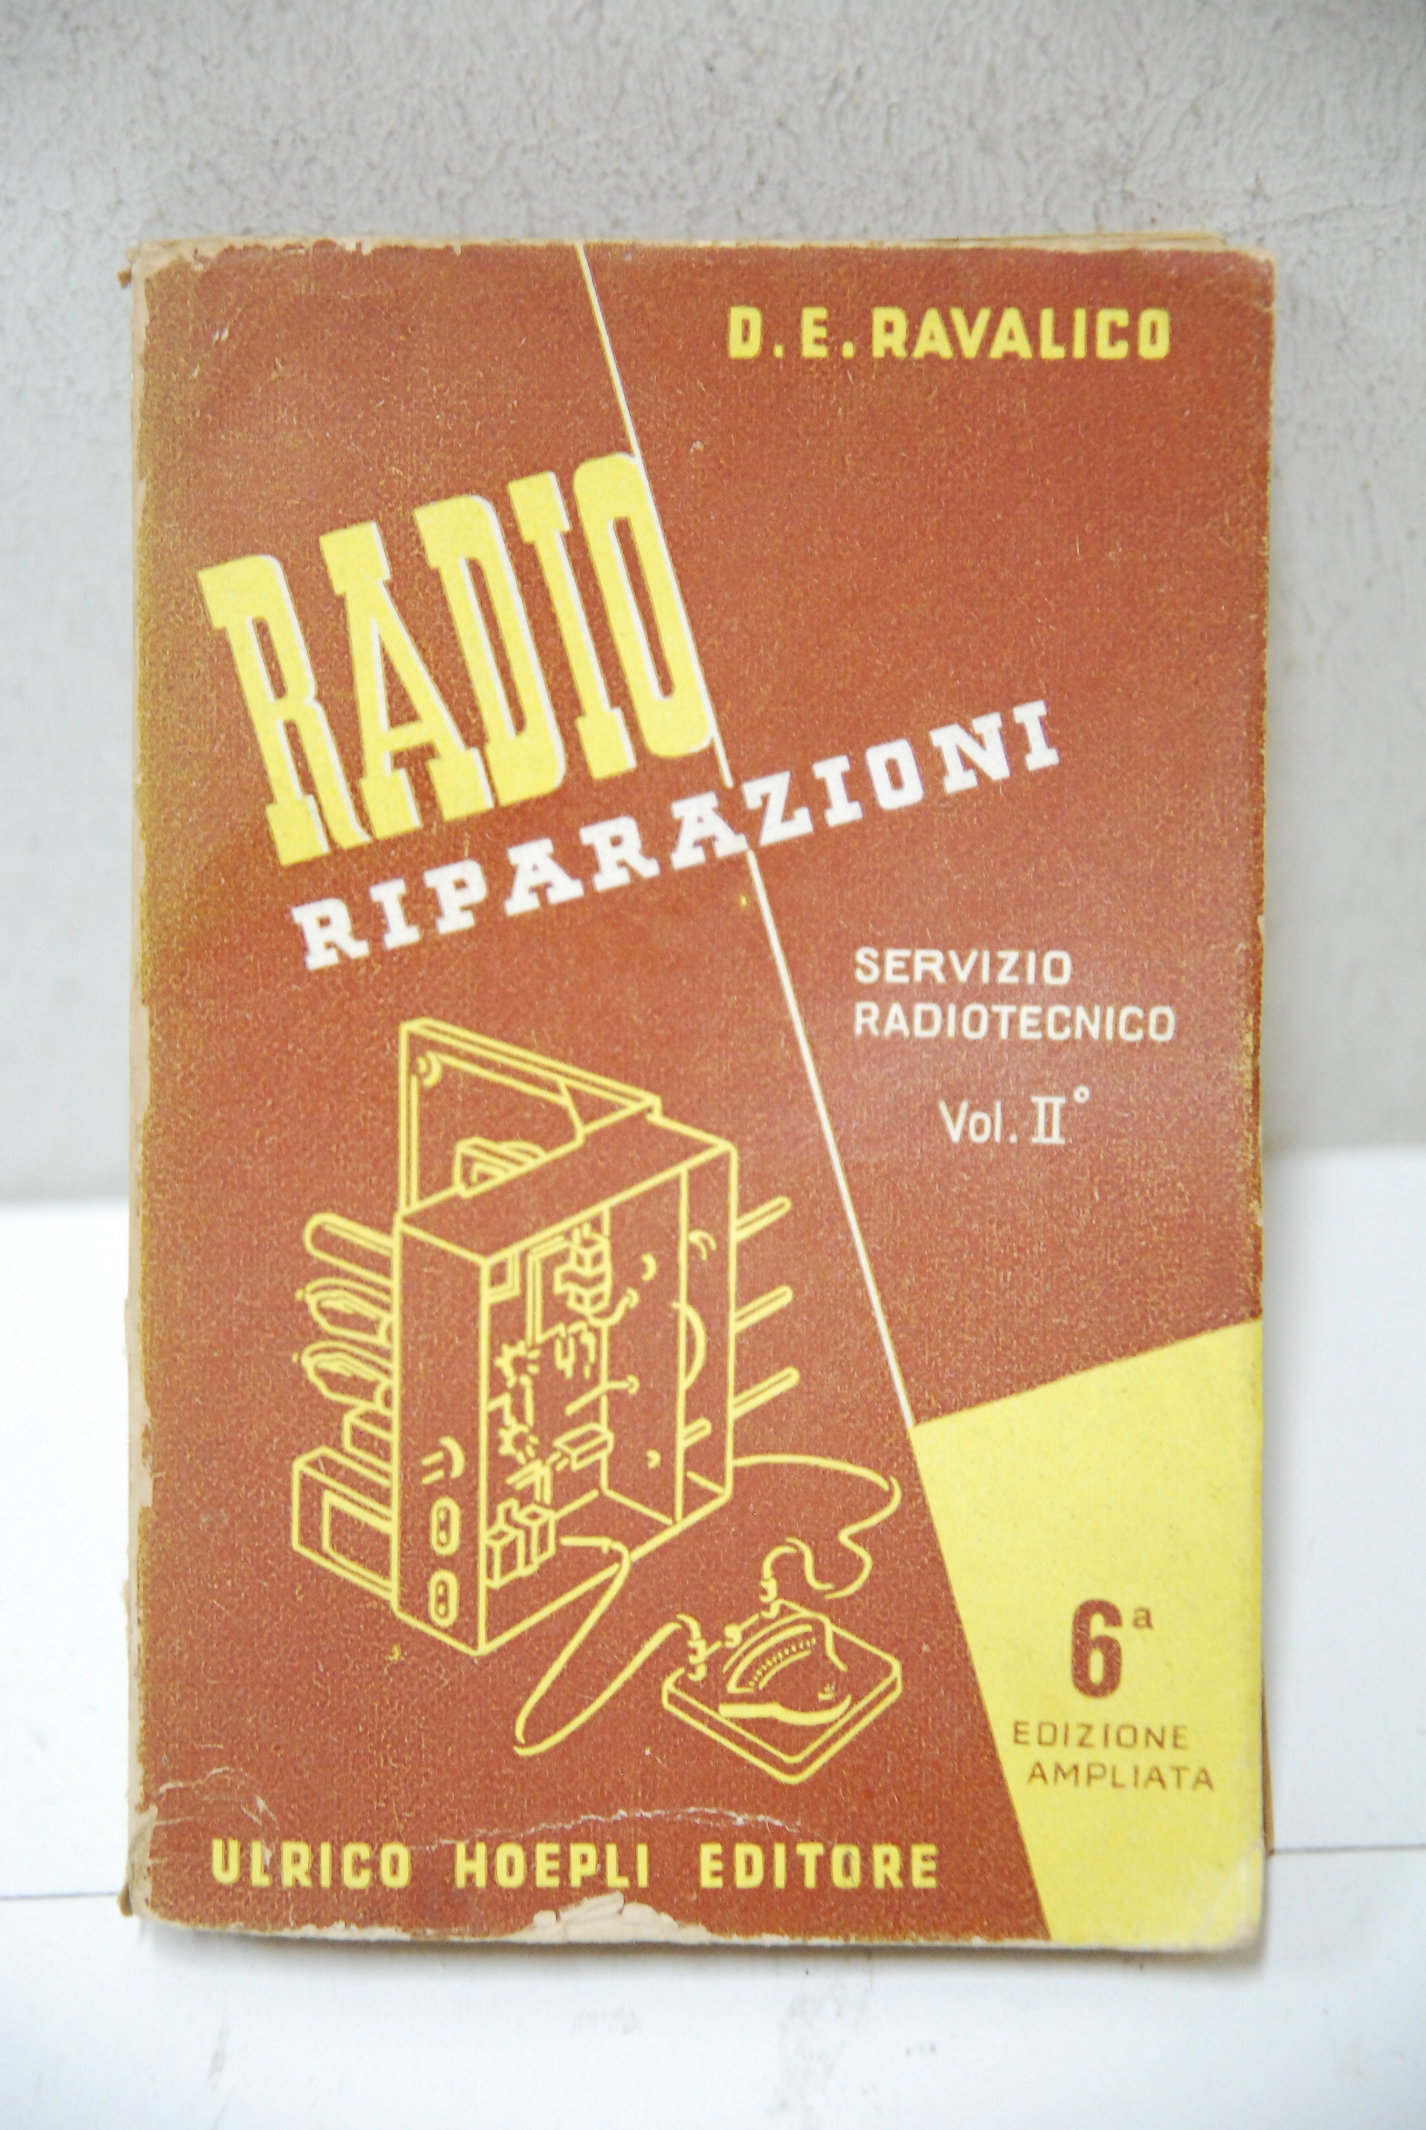 D. E. RAVALICO
RADIO
RIPARAZIONI
SERVIZIO
RADIOTECNICO
Vol. II°
6ª
EDIZIONE
AMPLIATA
ULRICO HOEPLI EDITORE